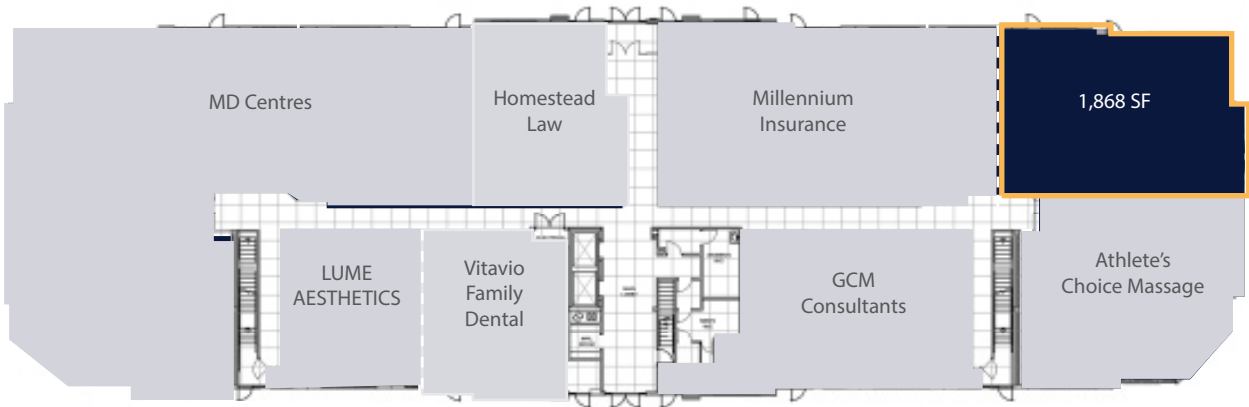 MD Centres
Homestead
Law
Millennium
Insurance
1,868 SF
LUME
AESTHETICS
Vitavio
Family
Dental
GCM
Consultants
Athlete's
Choice Massage